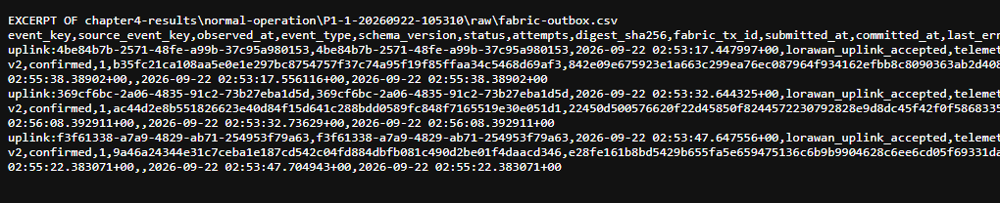 EXCERPT OF chapter4-results\normal-operation\P1-1-20260922-105310\raw\fabric-outbox.csv
event_key,source_event_key,observed_at,event_type,schema_version,status,attempts,digest_sha256,fabric_tx_id,submitted_at,committed_at,last_err
uplink:4be84b7b-2571-48fe-a99b-37c95a980153,4be84b7b-2571-48fe-a99b-37c95a980153,2026-09-22 02:53:17.447997+00,lorawan_uplink_accepted,telemet
v2,confirmed,1,b35fc21ca108aa5e0e1e297bc8754757f37c74a95f19f85ffaa34c5468d69af3,842e09e675923e1a663c299ea76ec087964f934162efbb8c8090363ab2d408
02:55:38.38902+00,,2026-09-22 02:53:17.556116+00,2026-09-22 02:55:38.38902+00
uplink:369cf6bc-2a06-4835-91c2-73b27eba1d5d,369cf6bc-2a06-4835-91c2-73b27eba1d5d,2026-09-22 02:53:32.644325+00,lorawan_uplink_accepted,telemet
v2,confirmed,1,ac44d2e8b551826623e40d84f15d641c288bdd0589fc848f7165519e30e051d1,22450d500576620f22d45850f8244572230792828e9d8dc45f42f0f5868335
02:56:08.392911+00,,2026-09-22 02:53:32.73629+00,2026-09-22 02:56:08.392911+00
uplink:f3f61338-a7a9-4829-ab71-254953f79a63,f3f61338-a7a9-4829-ab71-254953f79a63,2026-09-22 02:53:47.647556+00,lorawan_uplink_accepted,telemet
v2,confirmed,1,9a46a24344e31c7ceba1e187cd542c04fd884dbfb081c490d2be01f4daacd346,e28fe161b8bd5429b655fa5e659475136c6b9b9904628c6ee6cd05f69331da
02:55:22.383071+00,,2026-09-22 02:53:47.704943+00,2026-09-22 02:55:22.383071+00